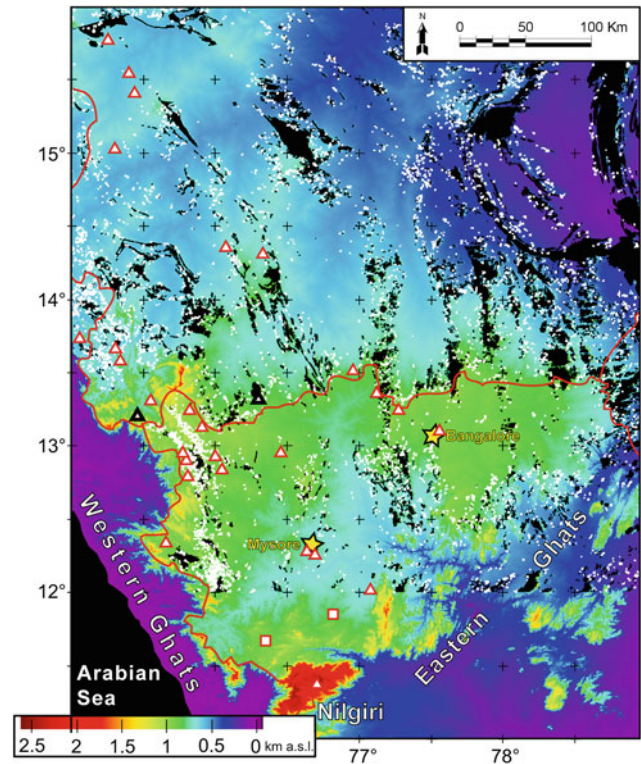 N
0 50 100 Km
15°
14°
13°
12°
Bangalore
Mysore
Western Ghats
Eastern Ghats
Arabian
Sea
Nilgiri
2.5 2 1.5 1 0.5 0 km a.s.l.
77° 78°